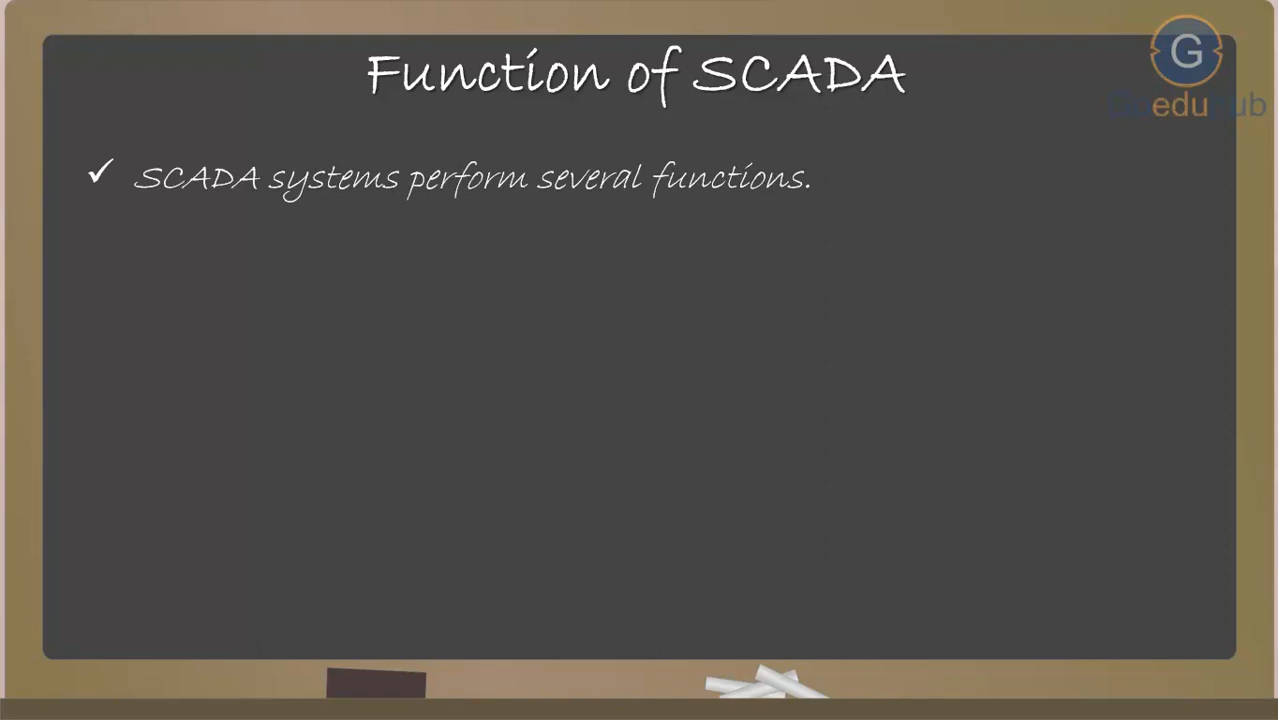 Function of SCADA
G
edu
✓ SCADA systems perform several functions.